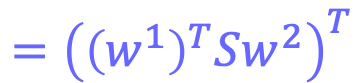 = ((w¹)ᵀSw²)ᵀ